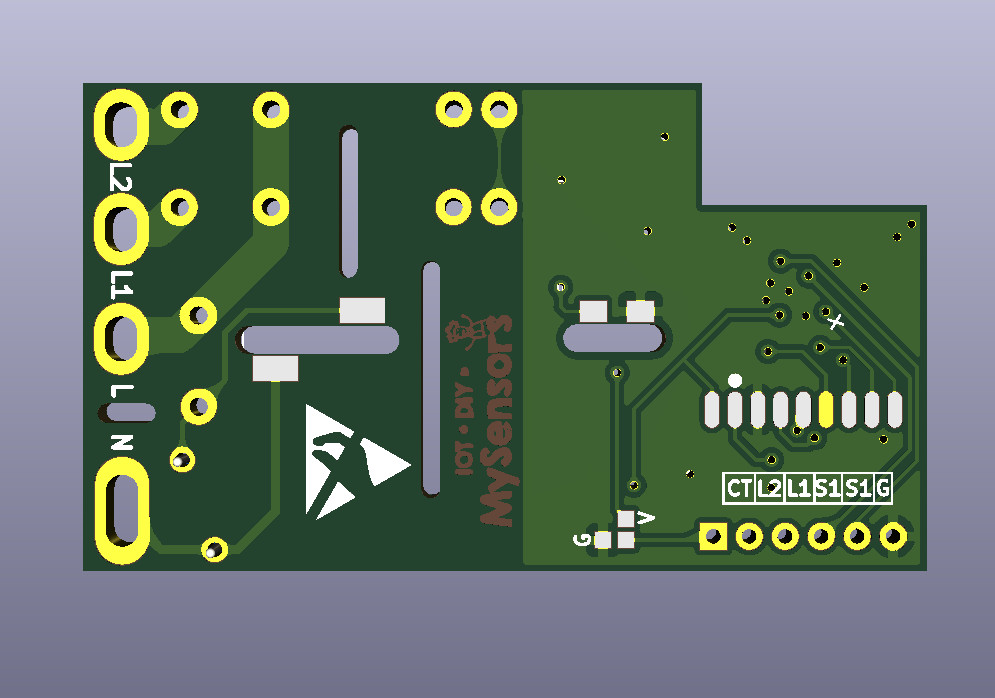 L2
L1
L
N
IOT - DIY -
MySensors
+
CT L2 L1 S1 S1 G
V
G